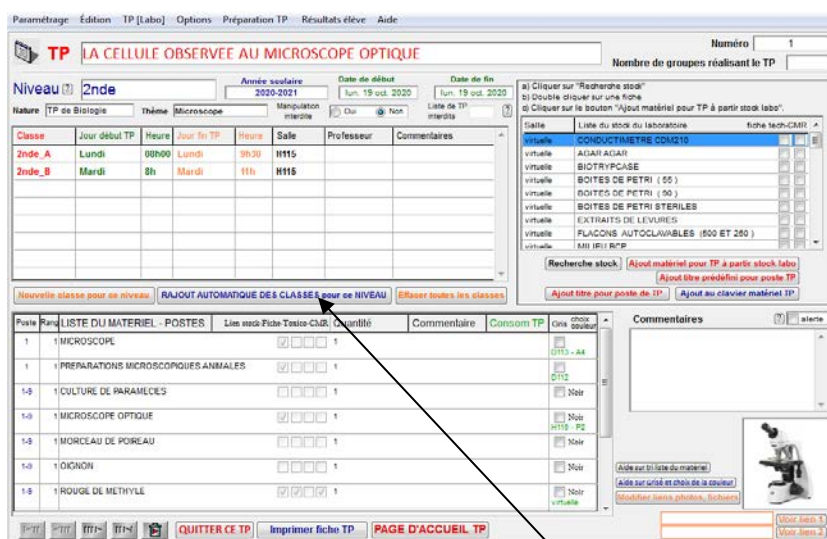 Paramétrage Édition TP [Labo] Options Préparation TP Résultats élève Aide
TP LA CELLULE OBSERVEE AU MICROSCOPE OPTIQUE
Numéro 1
Nombre de groupes réalisant le TP
Niveau 2nde
Année scolaire 2020-2021
Date de début lun. 19 oct. 2020
Date de fin lun. 19 oct. 2020
Nature TP de Biologie Thème Microscope Manipulation interdite Oui Non Liste de TP interdits
a) Cliquer sur "Recherche stock"
b) Double cliquer sur une fiche
c) Cliquer sur le bouton "Ajout matériel pour TP à partir stock labo".
Classe Jour début TP Heure Jour fin TP Heure Salle Professeur Commentaires
2nde_A Lundi 08h00 Lundi 9h30 H115
2nde_B Mardi 8h Mardi 11h H115
Salle Liste du stock du laboratoire fiche tech-CMR
virtuelle CONDUCTIMETRE CDM210
virtuelle AGAR AGAR
virtuelle BIOTRYPCASE
virtuelle BOITES DE PETRI ( 55 )
virtuelle BOITES DE PETRI ( 90 )
virtuelle BOITES DE PETRI STERILES
virtuelle EXTRAITS DE LEVURES
virtuelle FLACONS AUTOCLAVABLES (500 ET 250 )
virtuelle MILIEU BCP
Recherche stock Ajout matériel pour TP à partir stock labo
Ajout titre prédéfini pour poste TP
Ajout titre pour poste de TP Ajout au clavier matériel TP
Nouvelle classe pour ce niveau RAJOUT AUTOMATIQUE DES CLASSES pour ce NIVEAU Effacer toutes les classes
Poste Rang LISTE DU MATERIEL - POSTES Lien stock-Fiche-Toxico-CMR Quantité Commentaire Consom TP Gris choix couleur
1 1 MICROSCOPE 1 D113 - A4
1 1 PREPARATIONS MICROSCOPIQUES ANIMALES 1 D112
1-9 1 CULTURE DE PARAMECIES 1 Noir
1-9 1 MICROSCOPE OPTIQUE 1 Noir H118 - P2
1-9 1 MORCEAU DE POIREAU 1 Noir
1-9 1 OIGNON 1 Noir
1-9 1 ROUGE DE METHYLE 1 Noir virtuelle
Commentaires alerte
Aide sur tri liste du matériel
Aide sur Grisé et choix de la couleur
Modifier liens photos, fichiers
QUITTER CE TP Imprimer fiche TP PAGE D'ACCUEIL TP
Voir lien 1
Voir lien 2